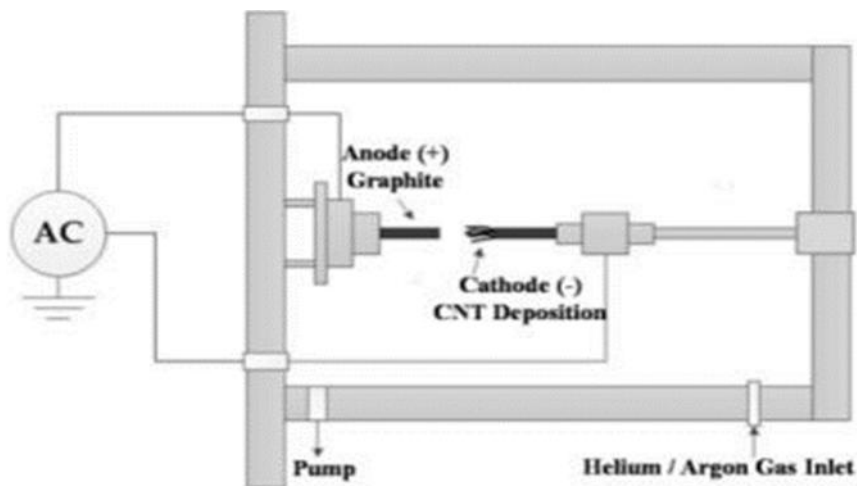 Anode (+)
Graphite
AC
Cathode (-)
CNT Deposition
Pump
Helium / Argon Gas Inlet